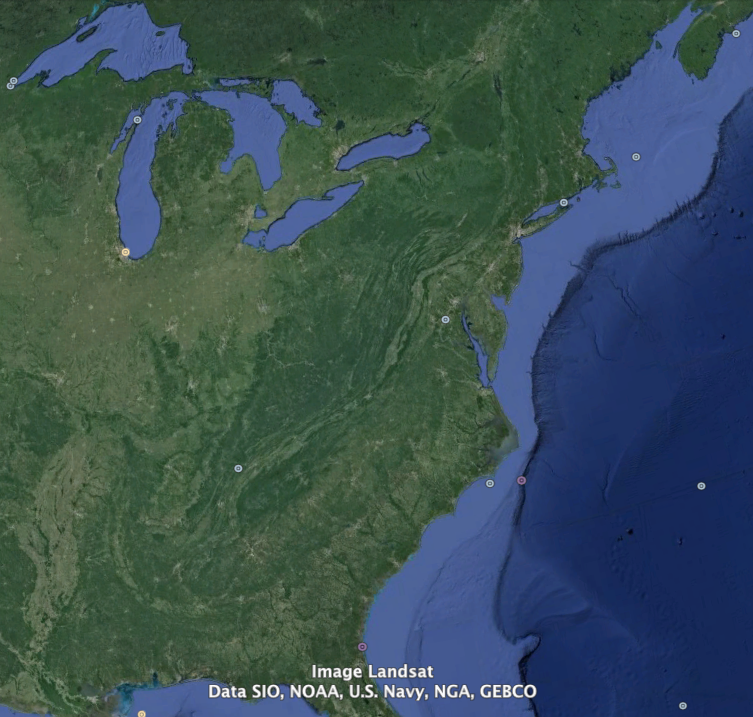 Image Landsat
Data SIO, NOAA, U.S. Navy, NGA, GEBCO